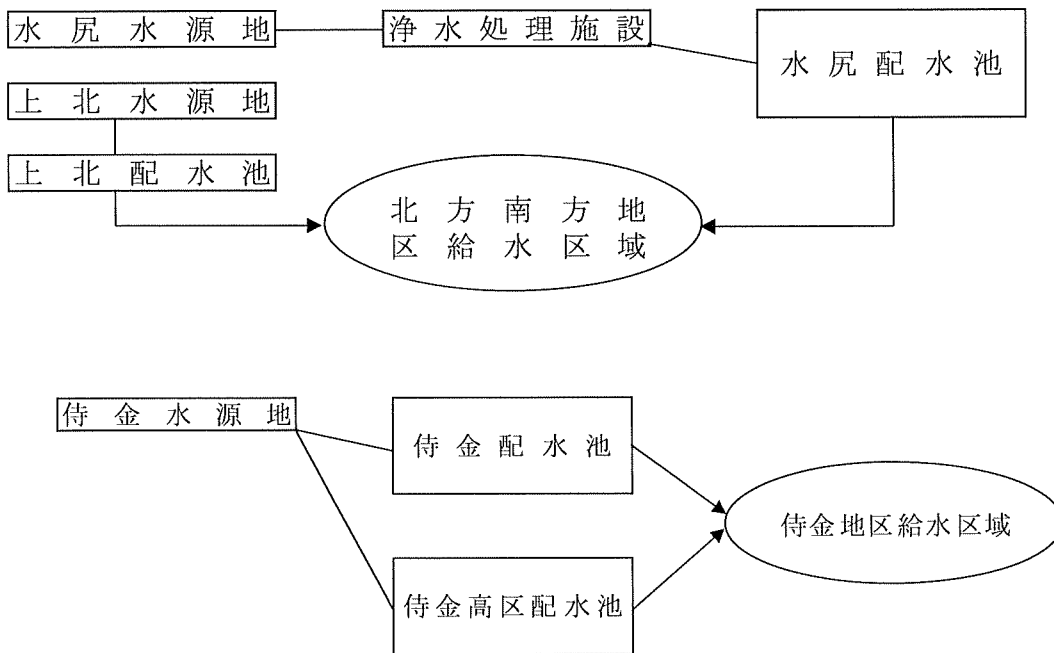 水尻水源地
浄水処理施設
水尻配水池
上北水源地
上北配水池
北方南方地
区給水区域
侍金水源地
侍金配水池
侍金地区給水区域
侍金高区配水池